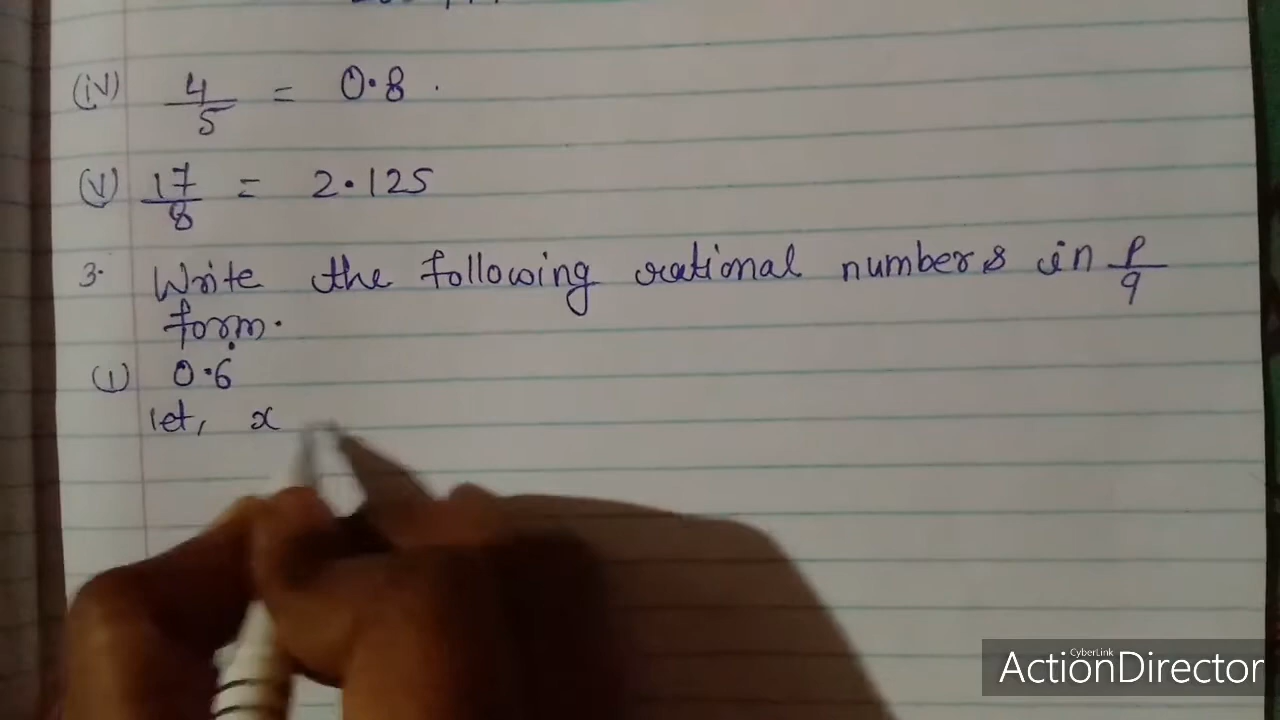 (iv) 4/5 = 0.8 .
(v) 17/8 = 2.125
3. Write the following rational numbers in p/q
form.
(i) 0.6̇
let, x
CyberLink
ActionDirector